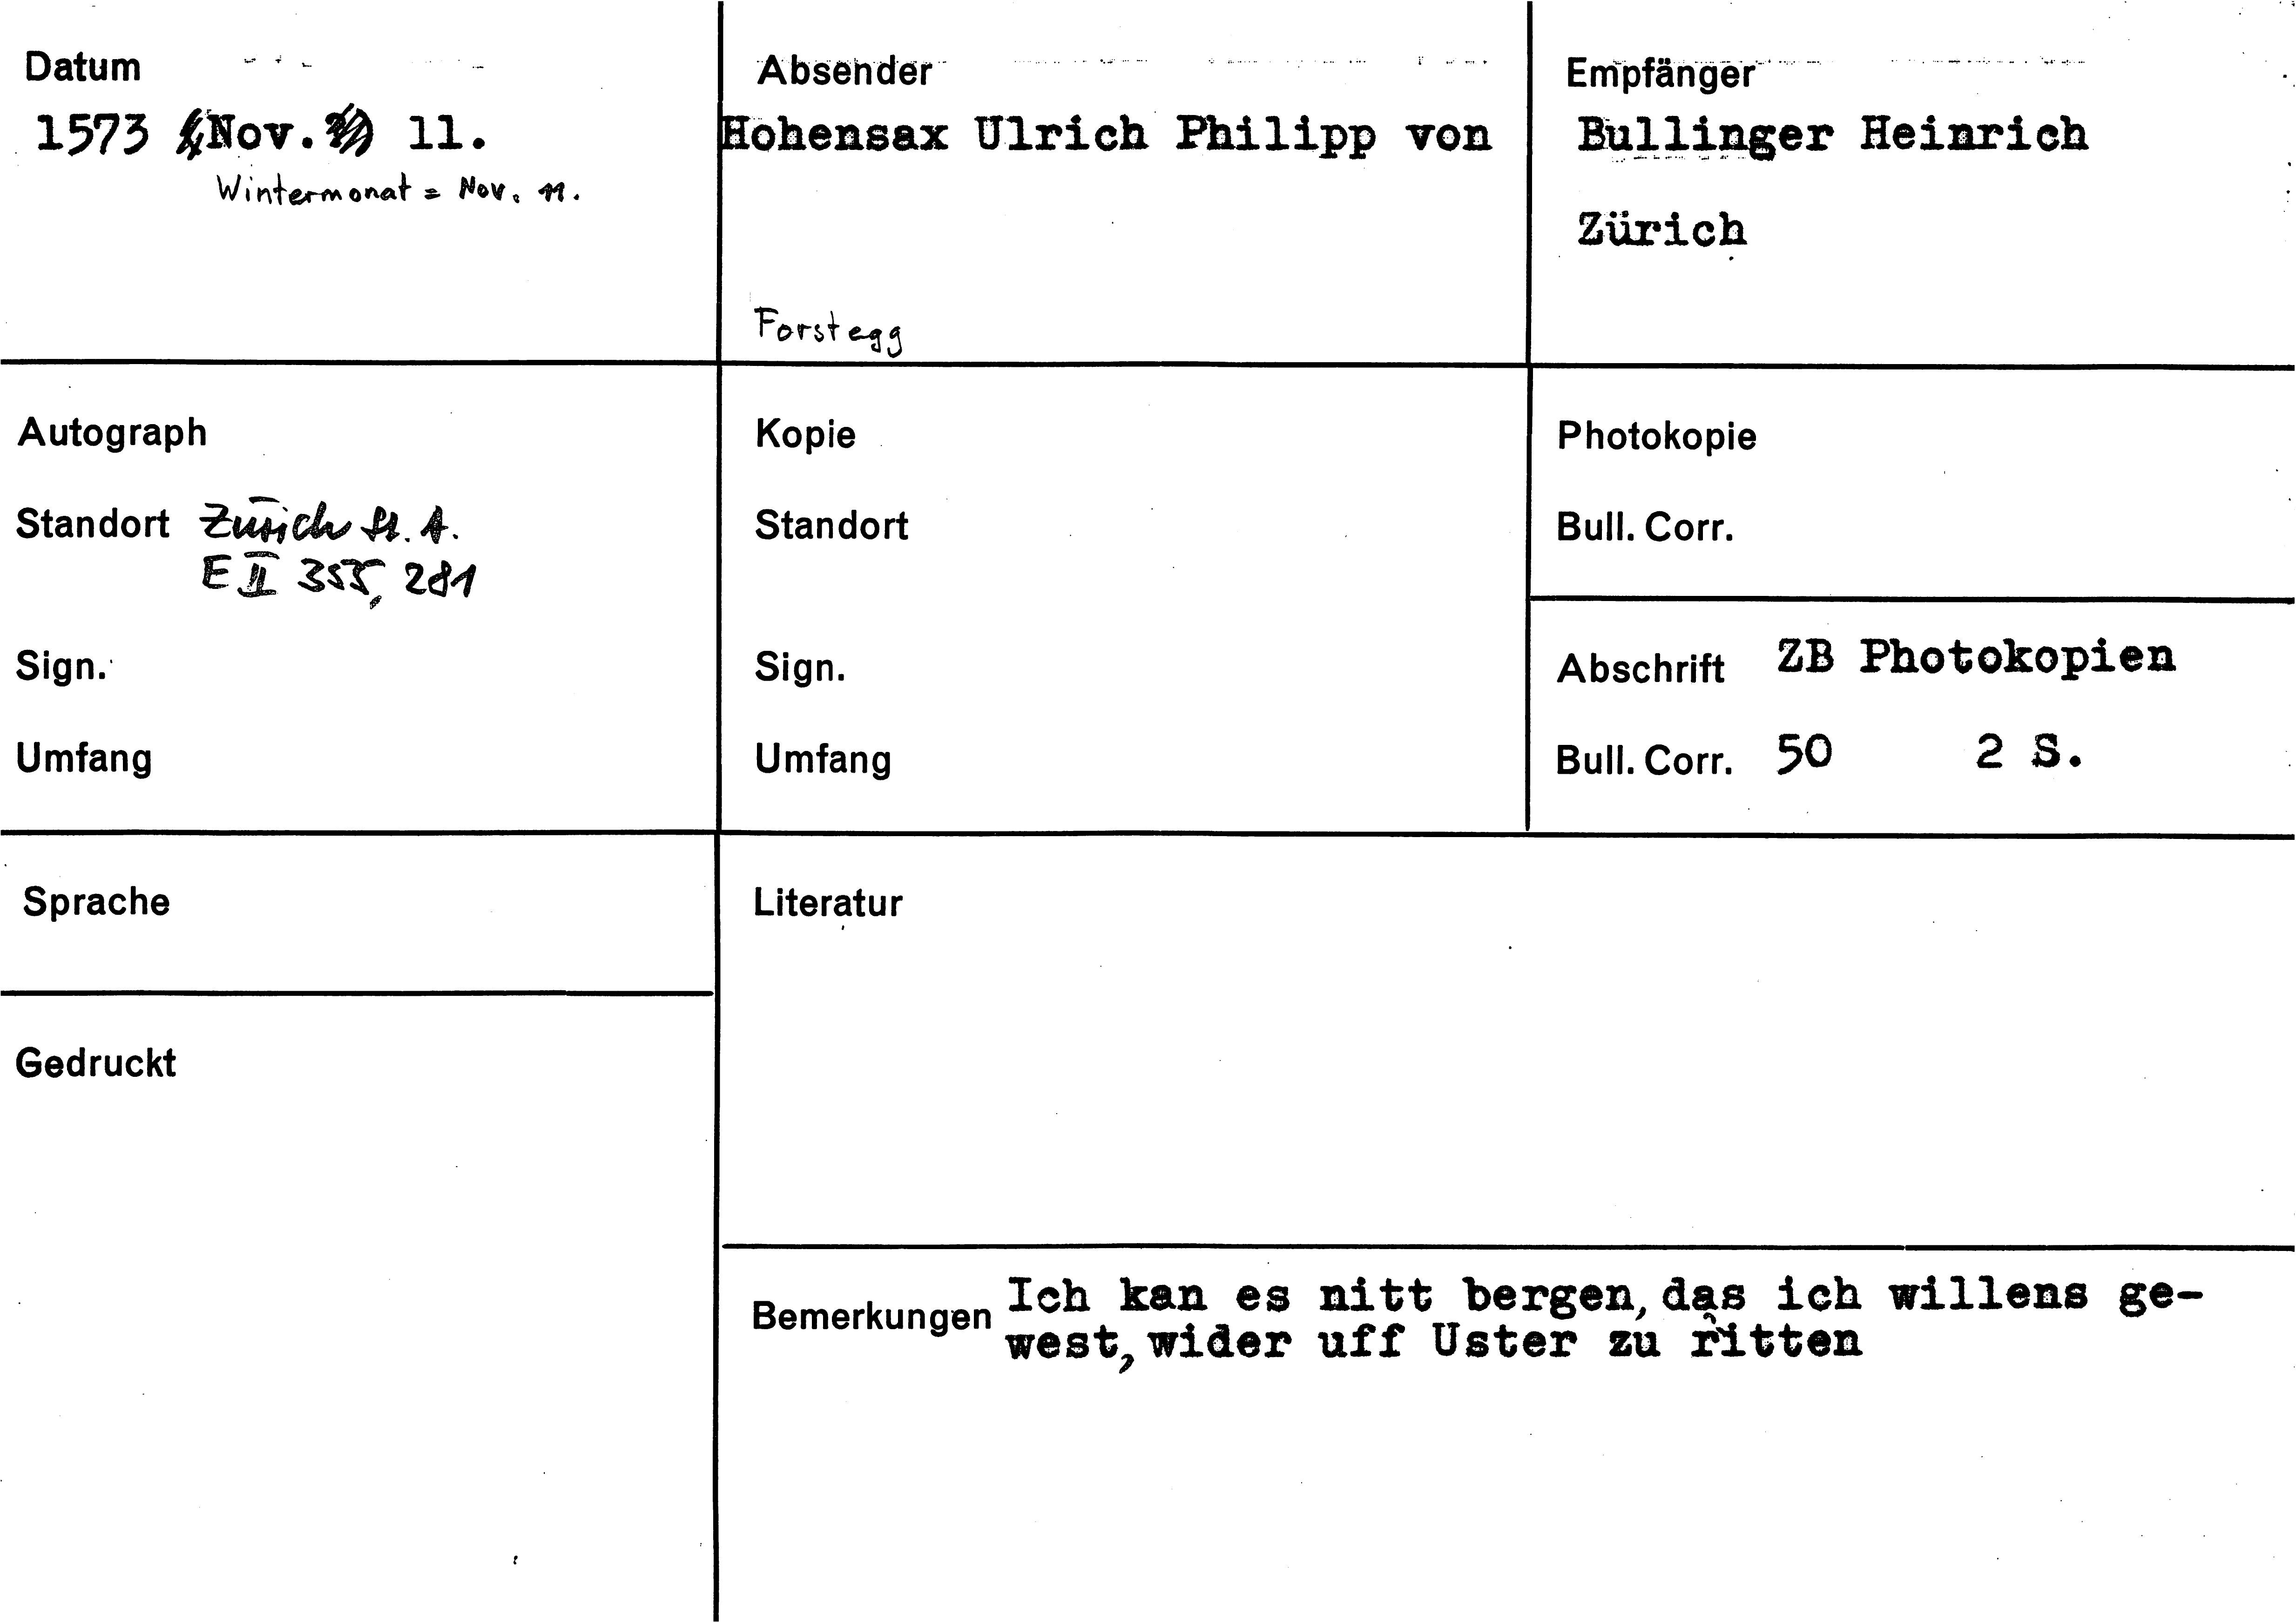 Datum
1573 Nov. 11.
Wintermonat = Nov. 11.
Absender
Hohensax Ulrich Philipp von
Forstegg
Empfänger
Bullinger Heinrich
Zürich
Autograph
Standort Zürich St. A.
E II 355, 281
Sign.
Umfang
Kopie
Standort
Sign.
Umfang
Photokopie
Bull. Corr.
Abschrift ZB Photokopien
Bull. Corr. 50 2 S.
Sprache
Gedruckt
Literatur
Bemerkungen Ich kan es nitt bergen, das ich willens ge-
west, wider uff Uster zu ritten